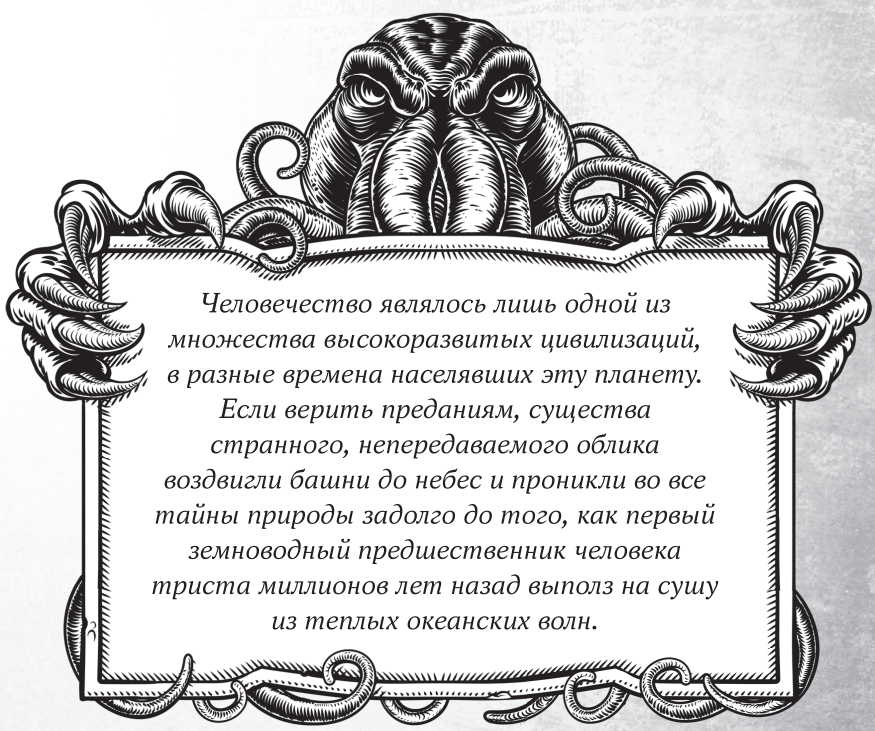 Человечество являлось лишь одной из
множества высокоразвитых цивилизаций,
в разные времена населявших эту планету.
Если верить преданиям, существа
странного, непередаваемого облика
воздвигли башни до небес и проникли во все
тайны природы задолго до того, как первый
земноводный предшественник человека
триста миллионов лет назад выполз на сушу
из теплых океанских волн.